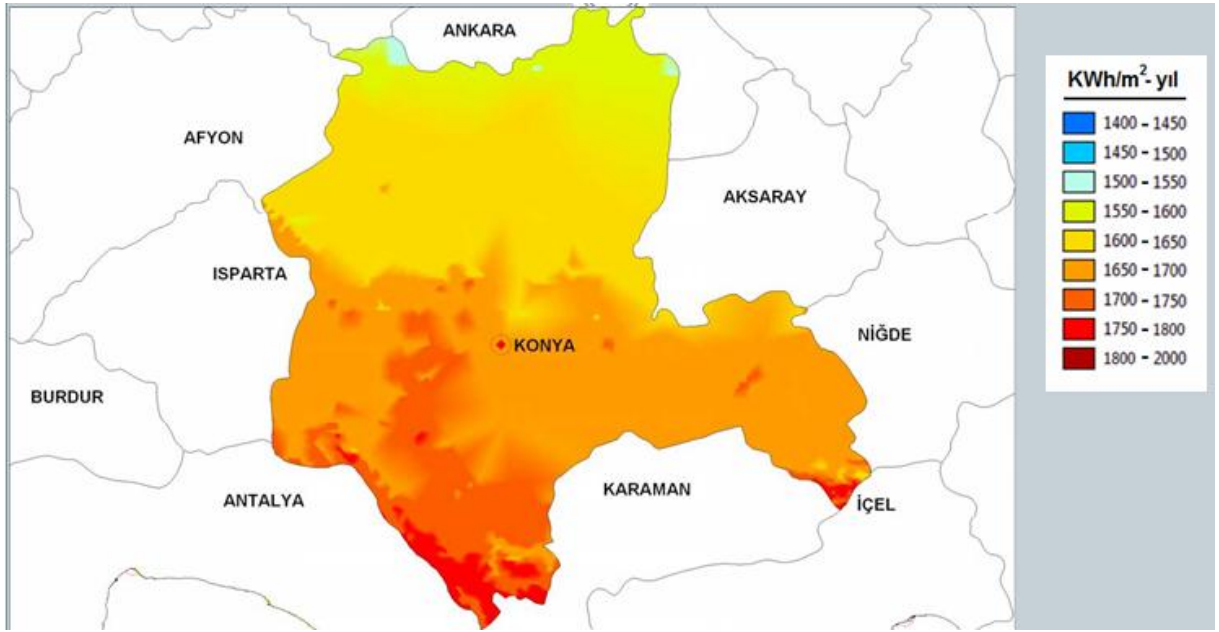 ANKARA
AFYON
AKSARAY
ISPARTA
KONYA
NİĞDE
BURDUR
KARAMAN
ANTALYA
İÇEL
KWh/m²- yıl
1400 - 1450
1450 - 1500
1500 - 1550
1550 - 1600
1600 - 1650
1650 - 1700
1700 - 1750
1750 - 1800
1800 - 2000